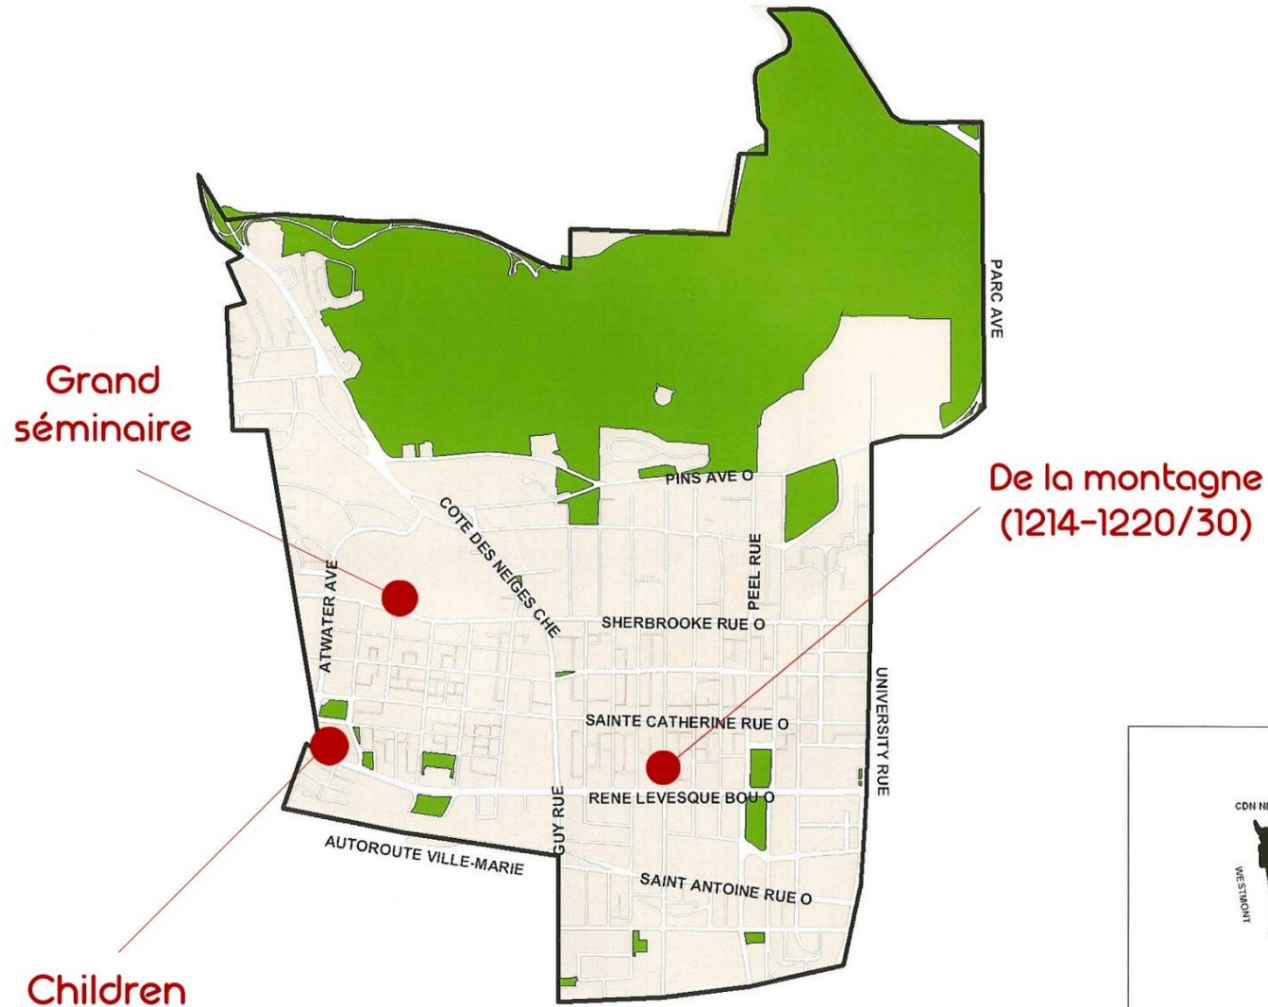 PARC AVE
Grand
séminaire
De la montagne
(1214-1220/30)
PINS AVE O
COTE DES NEIGES CHE
PEEL RUE
ATWATER AVE
SHERBROOKE RUE O
UNIVERSITY RUE
SAINTE CATHERINE RUE O
RENE LEVESQUE BOU O
GUY RUE
AUTOROUTE VILLE-MARIE
SAINT ANTOINE RUE O
Children
WESTMONT